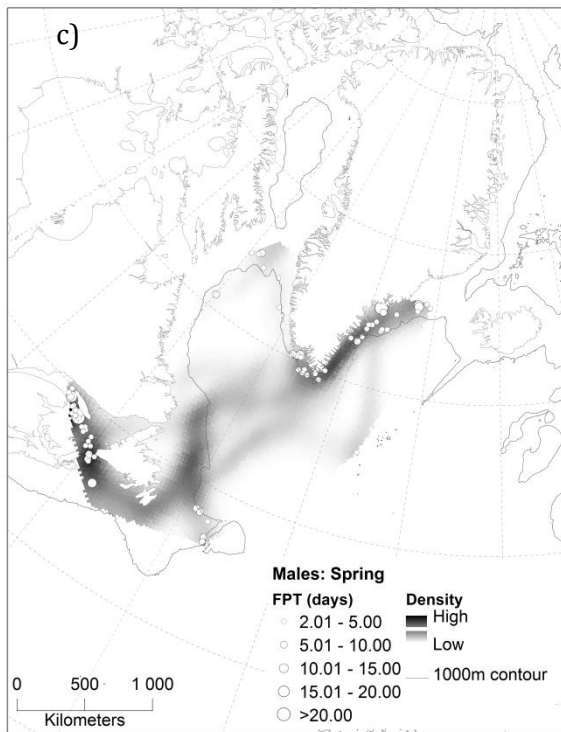 c)
Males: Spring
FPT (days) Density
2.01 - 5.00 High
5.01 - 10.00 Low
10.01 - 15.00
15.01 - 20.00 1000m contour
>20.00
0 500 1 000
Kilometers